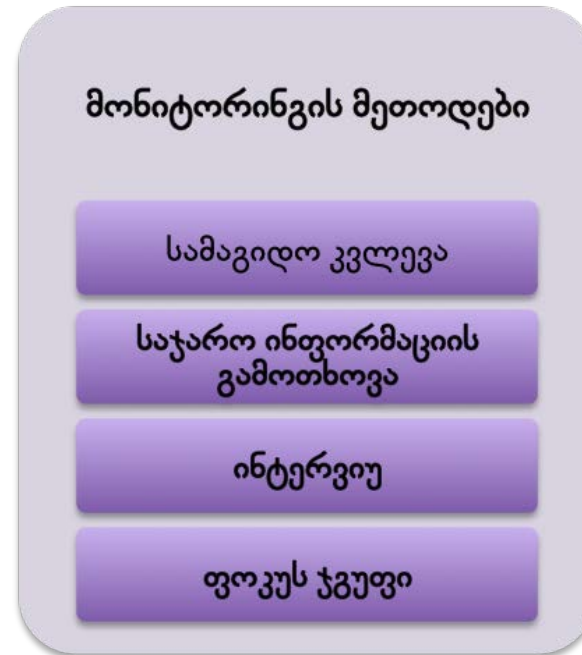 მონიტორინგის მეთოდები
სამაგიდო კვლევა
საჯარო ინფორმაციის
გამოთხოვა
ინტერვიუ
ფოკუს ჯგუფი